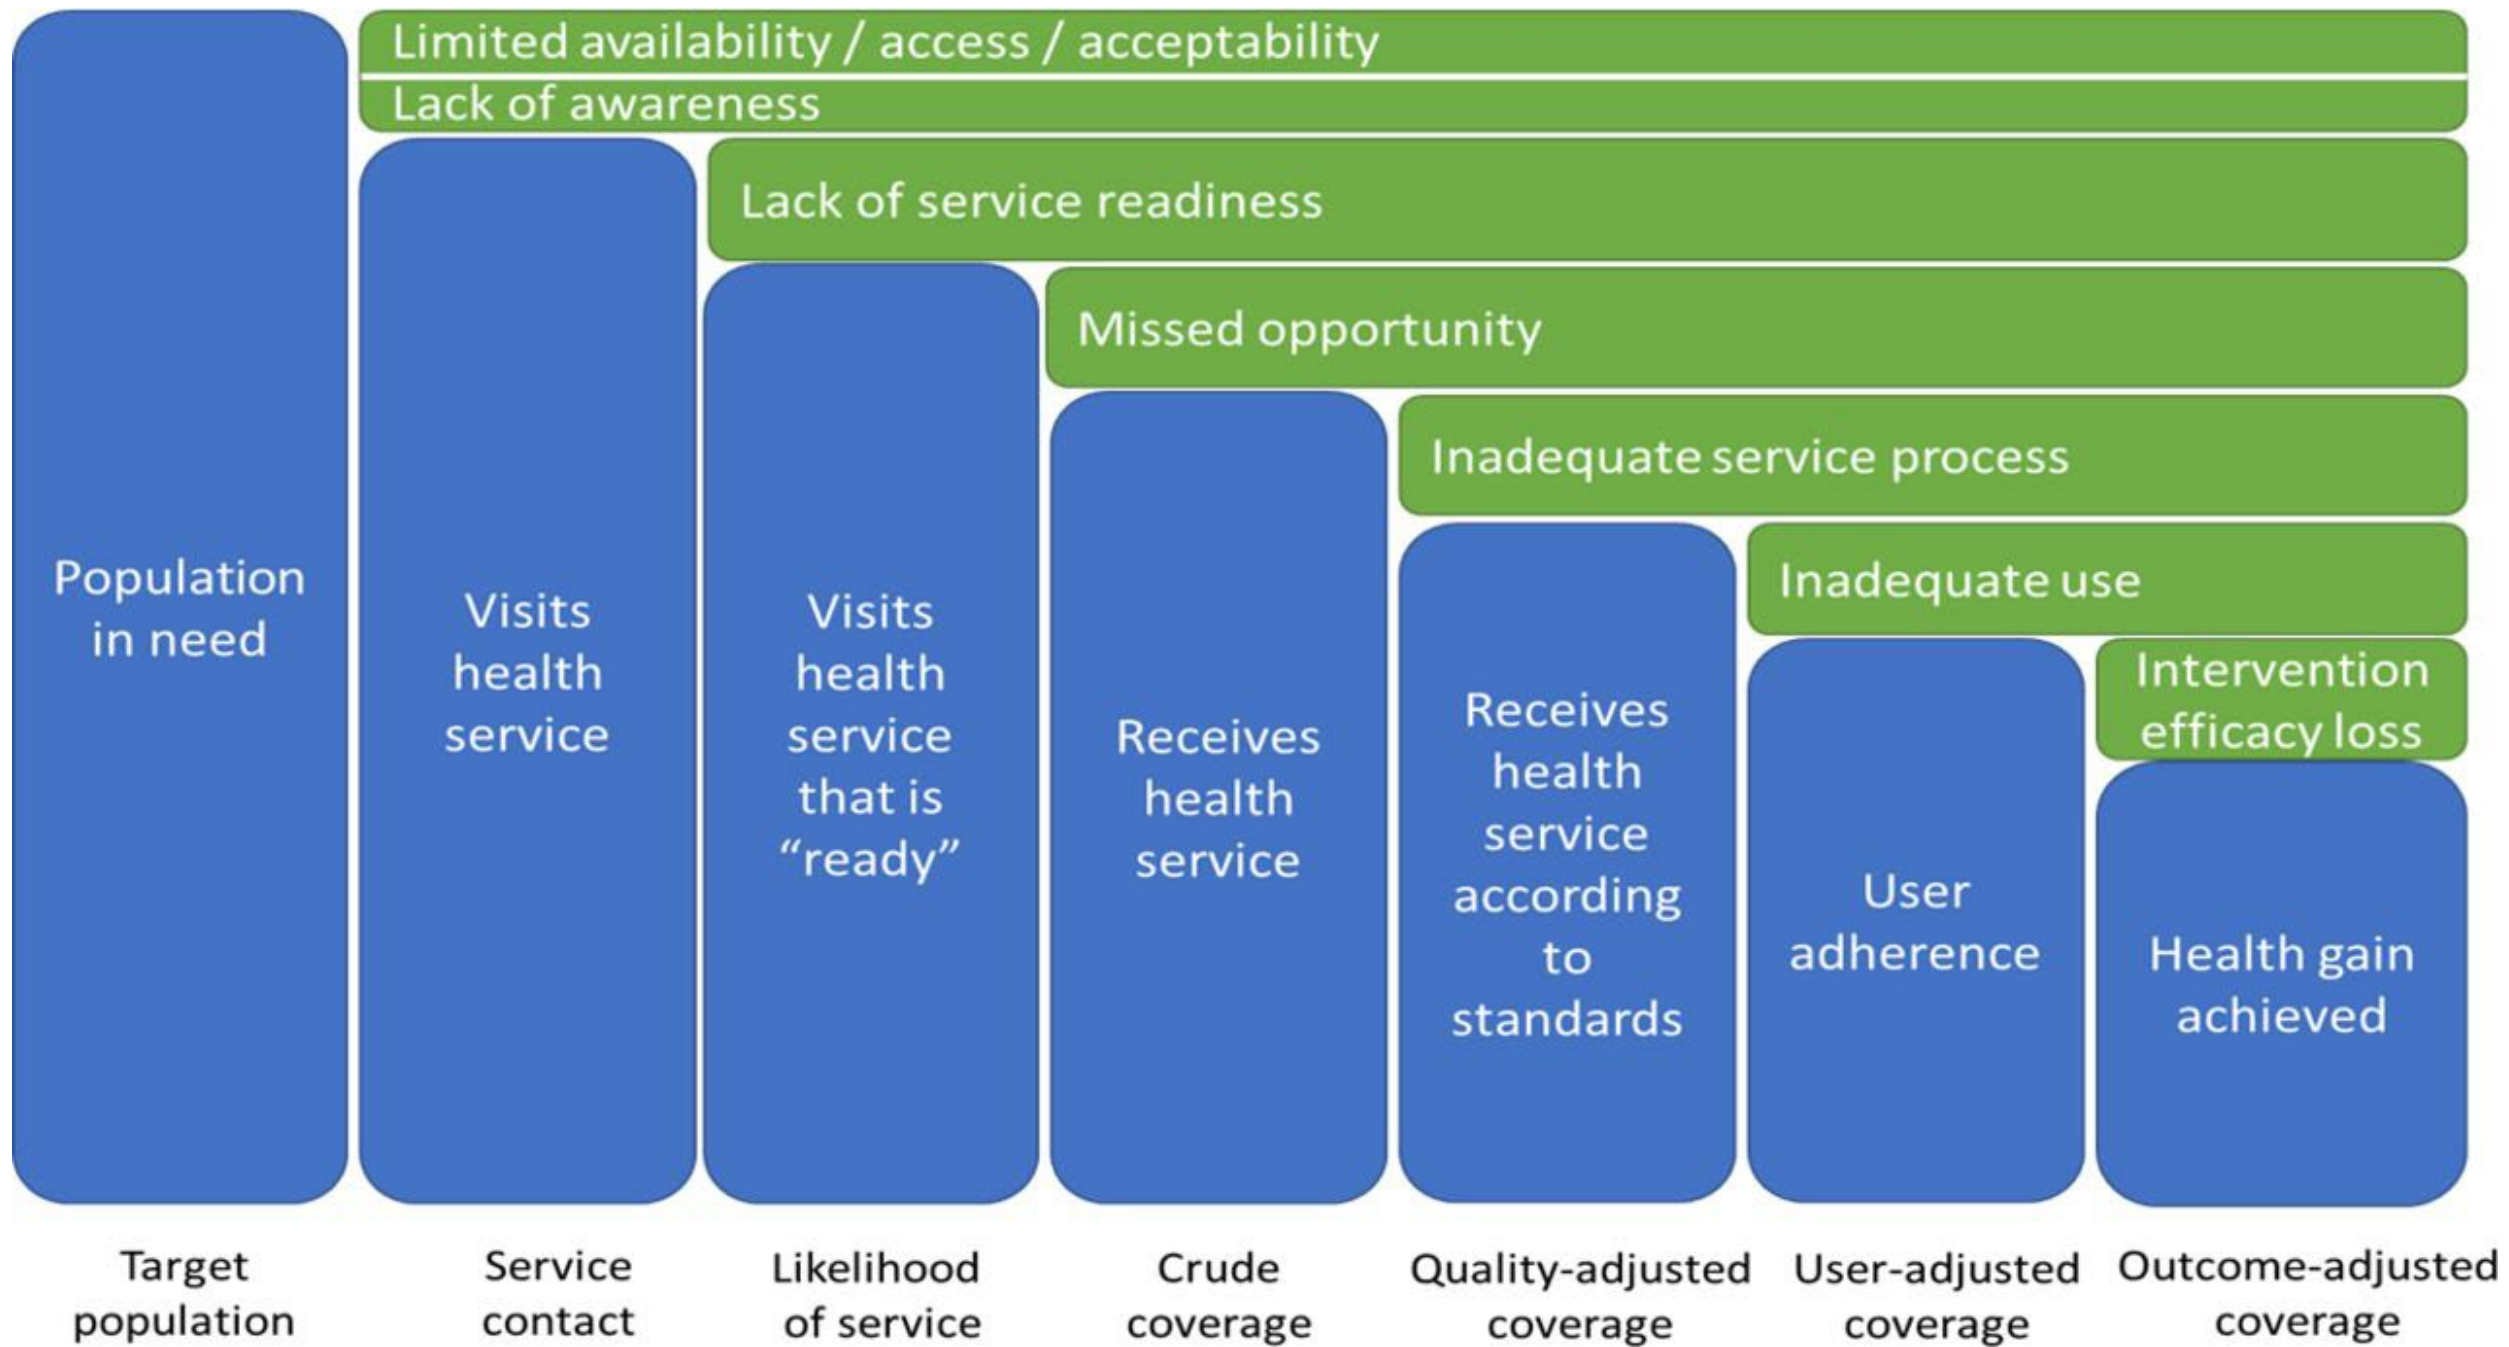 Limited availability / access / acceptability
Lack of awareness
Lack of service readiness
Missed opportunity
Inadequate service process
Inadequate use
Intervention
efficacy loss
Population
in need
Visits
health
service
Visits
health
service
that is
“ready”
Receives
health
service
Receives
health
service
according
to
standards
User
adherence
Health gain
achieved
Target
population
Service
contact
Likelihood
of service
Crude
coverage
Quality-adjusted
coverage
User-adjusted
coverage
Outcome-adjusted
coverage